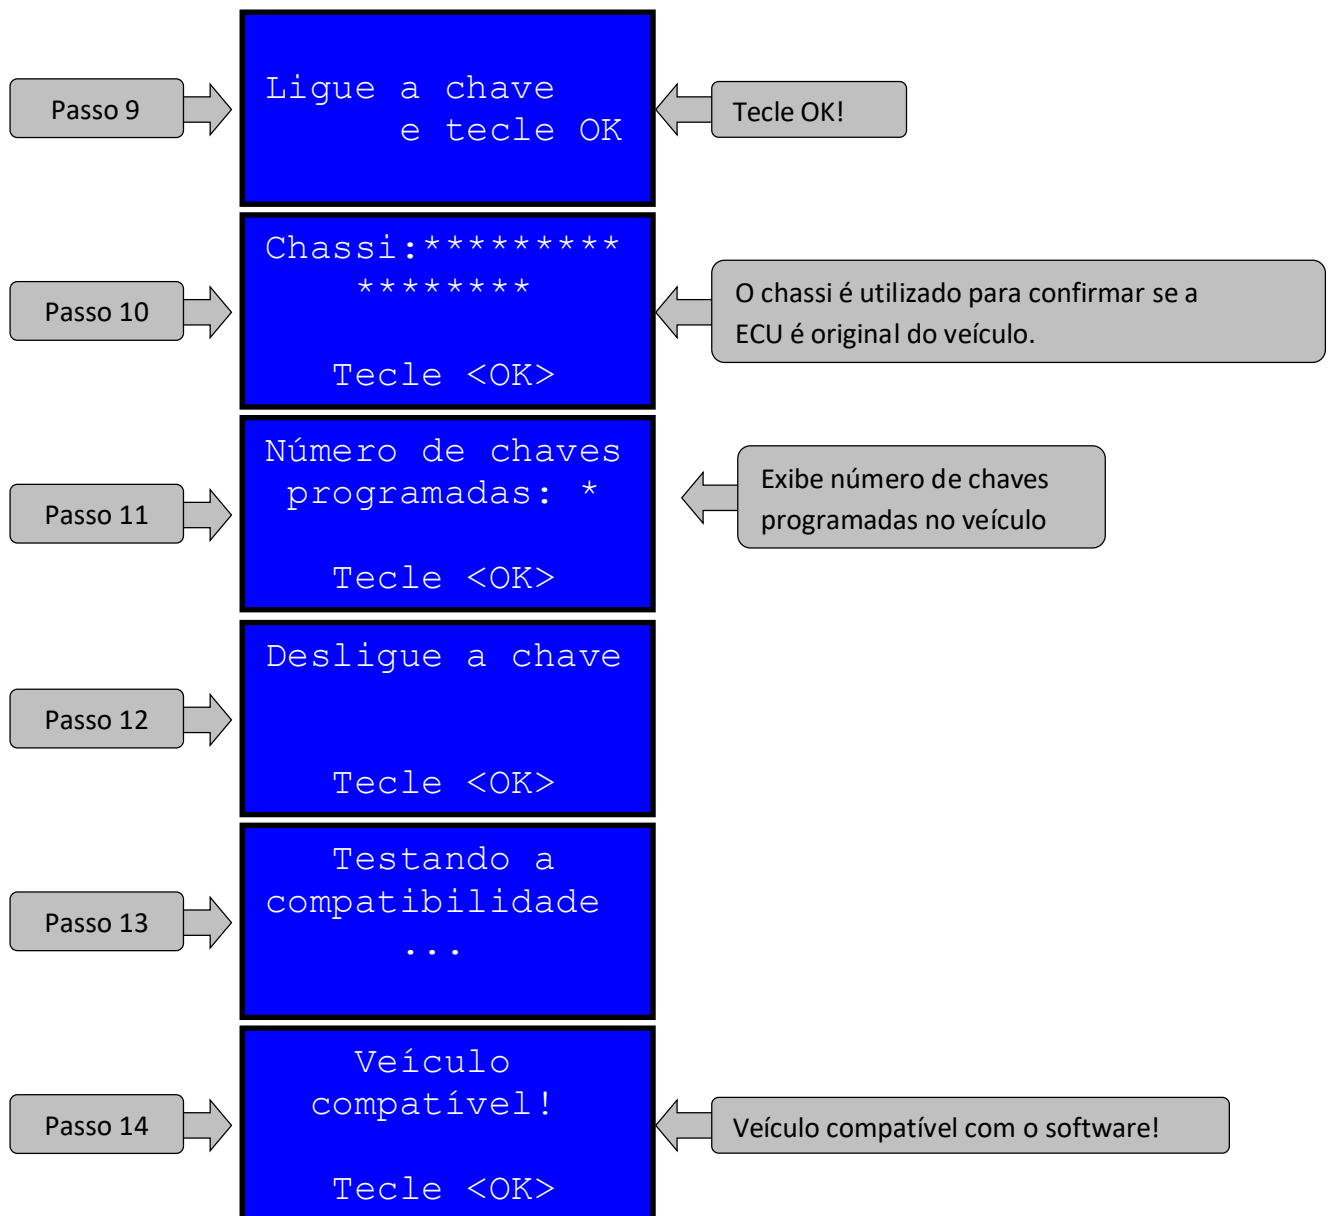 Passo 9
Ligue a chave
e tecle OK
Tecle OK!
Passo 10
Chassi:*********
********
Tecle <OK>
O chassi é utilizado para confirmar se a
ECU é original do veículo.
Passo 11
Número de chaves
programadas: *
Tecle <OK>
Exibe número de chaves
programadas no veículo
Passo 12
Desligue a chave
Tecle <OK>
Passo 13
Testando a
compatibilidade
...
Passo 14
Veículo
compatível!
Tecle <OK>
Veículo compatível com o software!